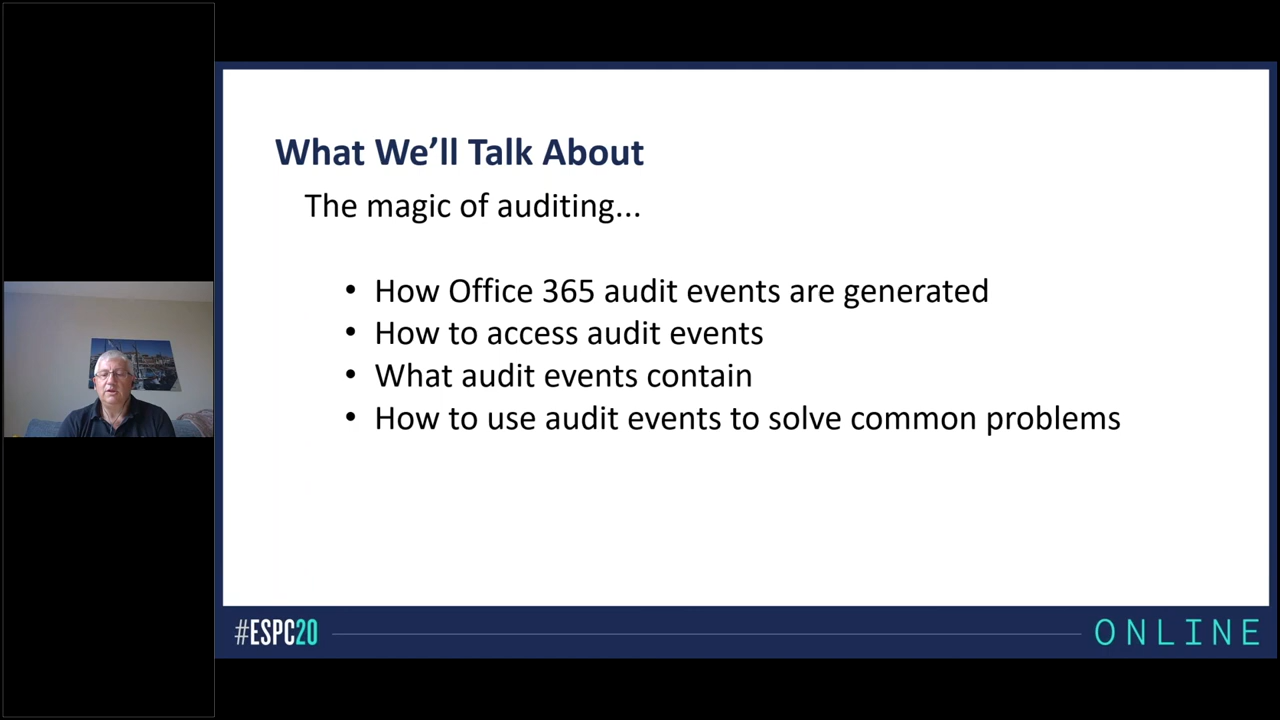 What We’ll Talk About
The magic of auditing...
• How Office 365 audit events are generated
• How to access audit events
• What audit events contain
• How to use audit events to solve common problems
#ESPC20
ONLINE